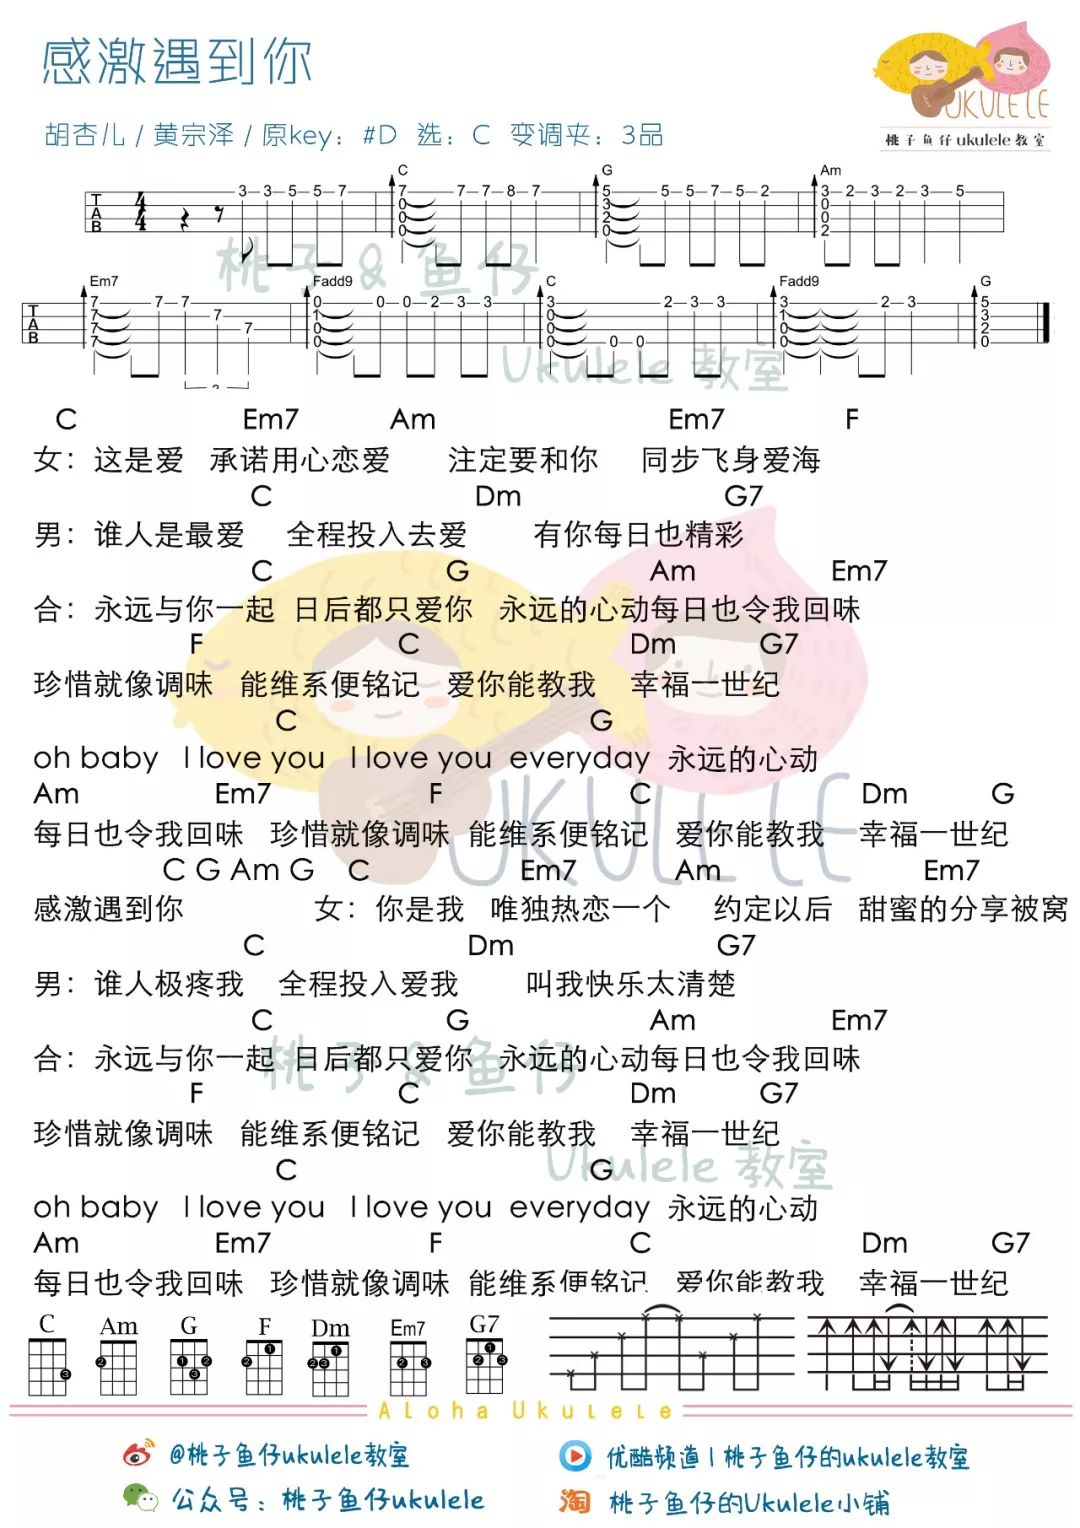 感激遇到你
UKULELE
桃子鱼仔ukulele教室
胡杏儿 / 黄宗泽 / 原key：#D 选：C 变调夹：3品
C G Am
TAB 4 4 3 3 5 5 7 7 0 0 0 7 7 8 7 5 3 2 0 5 5 7 5 2 3 0 0 2 2 3 2 3 5
桃子 & 鱼仔
Em7 Fadd9 C Fadd9 G
TAB 7 7 7 7 7 7 7 7 3 0 1 0 0 0 0 2 3 3 3 0 0 0 0 0 2 3 3 3 1 0 0 2 3 5 3 2 0
Ukulele 教室
C Em7 Am Em7 F
女：这是爱 承诺用心恋爱 注定要和你 同步飞身爱海
C Dm G7
男：谁人是最爱 全程投入去爱 有你每日也精彩
C G Am Em7
合：永远与你一起 日后都只爱你 永远的心动每日也令我回味
F C Dm G7
珍惜就像调味 能维系便铭记 爱你能教我 幸福一世纪
C G
oh baby I love you I love you everyday 永远的心动
Am Em7 F C Dm G
每日也令我回味 珍惜就像调味 能维系便铭记 爱你能教我 幸福一世纪
UKULELE
C G Am G C Em7 Am Em7
感激遇到你 女：你是我 唯独热恋一个 约定以后 甜蜜的分享被窝
C Dm G7
男：谁人极疼我 全程投入爱我 叫我快乐太清楚
C G Am Em7
合：永远与你一起 日后都只爱你 永远的心动每日也令我回味
桃子 & 鱼仔
F C Dm G7
珍惜就像调味 能维系便铭记 爱你能教我 幸福一世纪
Ukulele 教室
C G
oh baby I love you I love you everyday 永远的心动
Am Em7 F C Dm G7
每日也令我回味 珍惜就像调味 能维系便铭记 爱你能教我 幸福一世纪
C Am G F Dm Em7 G7
Aloha Ukulele
@桃子鱼仔ukulele教室
优酷频道 | 桃子鱼仔的ukulele教室
公众号：桃子鱼仔ukulele
淘 桃子鱼仔的Ukulele小铺